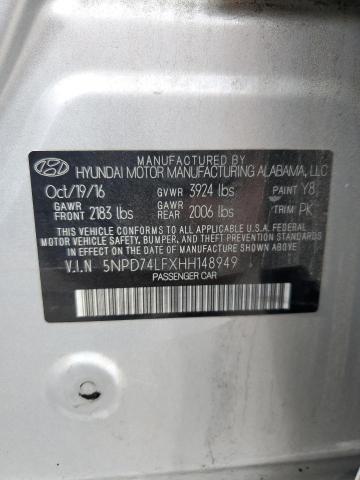 MANUFACTURED BY
HYUNDAI MOTOR MANUFACTURING ALABAMA, LLC
Oct/19/16 GVWR 3924 lbs PAINT Y8
GAWR FRONT 2183 lbs GAWR REAR 2006 lbs TRIM PK
THIS VEHICLE CONFORMS TO ALL APPLICABLE U.S.A. FEDERAL
MOTOR VEHICLE SAFETY, BUMPER, AND THEFT PREVENTION
STANDARDS IN EFFECT ON THE DATE OF MANUFACTURE SHOWN ABOVE.
V.I.N 5NPD74LFXHH148949
PASSENGER CAR